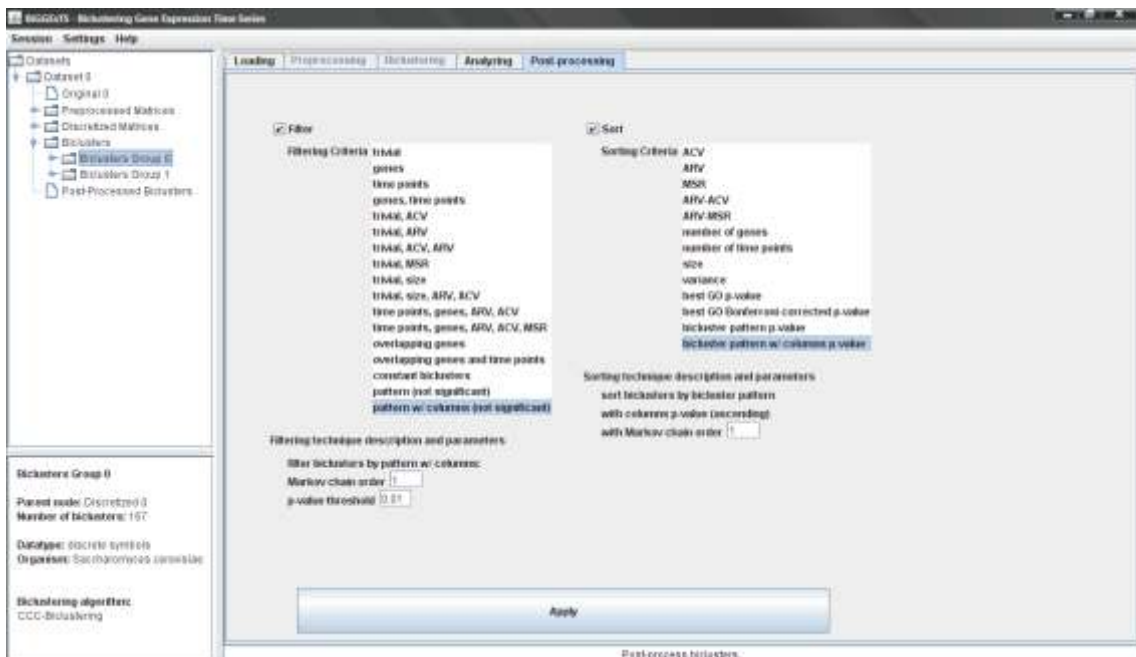 BIGGEsTS - Biclustering Gene Expression Time Series
Session Settings Help
Datasets
Dataset 0
Original 0
Preprocessed Matrices
Discretized Matrices
Biclusters
Biclusters Group 0
Biclusters Group 1
Post-Processed Biclusters
Loading Preprocessing Biclustering Analyzing Post-processing
Filter
Filtering Criteria trivial
genes
time points
genes, time points
trivial, ACV
trivial, ARV
trivial, ACV, ARV
trivial, MSR
trivial, size
trivial, size, ARV, ACV
time points, genes, ARV, ACV
time points, genes, ARV, ACV, MSR
overlapping genes
overlapping genes and time points
constant biclusters
pattern (not significant)
pattern w/ columns (not significant)
Filtering technique description and parameters
filter biclusters by pattern w/ columns:
Markov chain order 1
p-value threshold 0.01
Sort
Sorting Criteria ACV
ARV
MSR
ARV-ACV
ARV-MSR
number of genes
number of time points
size
variance
best GO p-value
best GO Bonferroni-corrected p-value
bicluster pattern p-value
bicluster pattern w/ columns p-value
Sorting technique description and parameters
sort biclusters by bicluster pattern
with columns p-value (ascending)
with Markov chain order 1
Biclusters Group 0
Parent node: Discretized 0
Number of biclusters: 167
Datatype: discrete symbols
Organism: Saccharomyces cerevisiae
Biclustering algorithm:
CCC-Biclustering
Apply
Post-process biclusters.